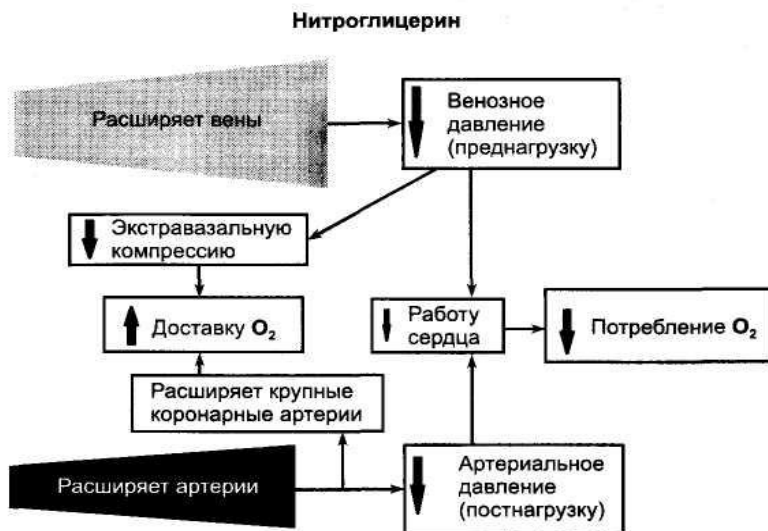 Нитроглицерин
Расширяет вены
Венозное
давление
(преднагрузку)
Экстравазальную
компрессию
Доставку O₂
Работу
сердца
Потребление O₂
Расширяет крупные
коронарные артерии
Расширяет артерии
Артериальное
давление
(постнагрузку)